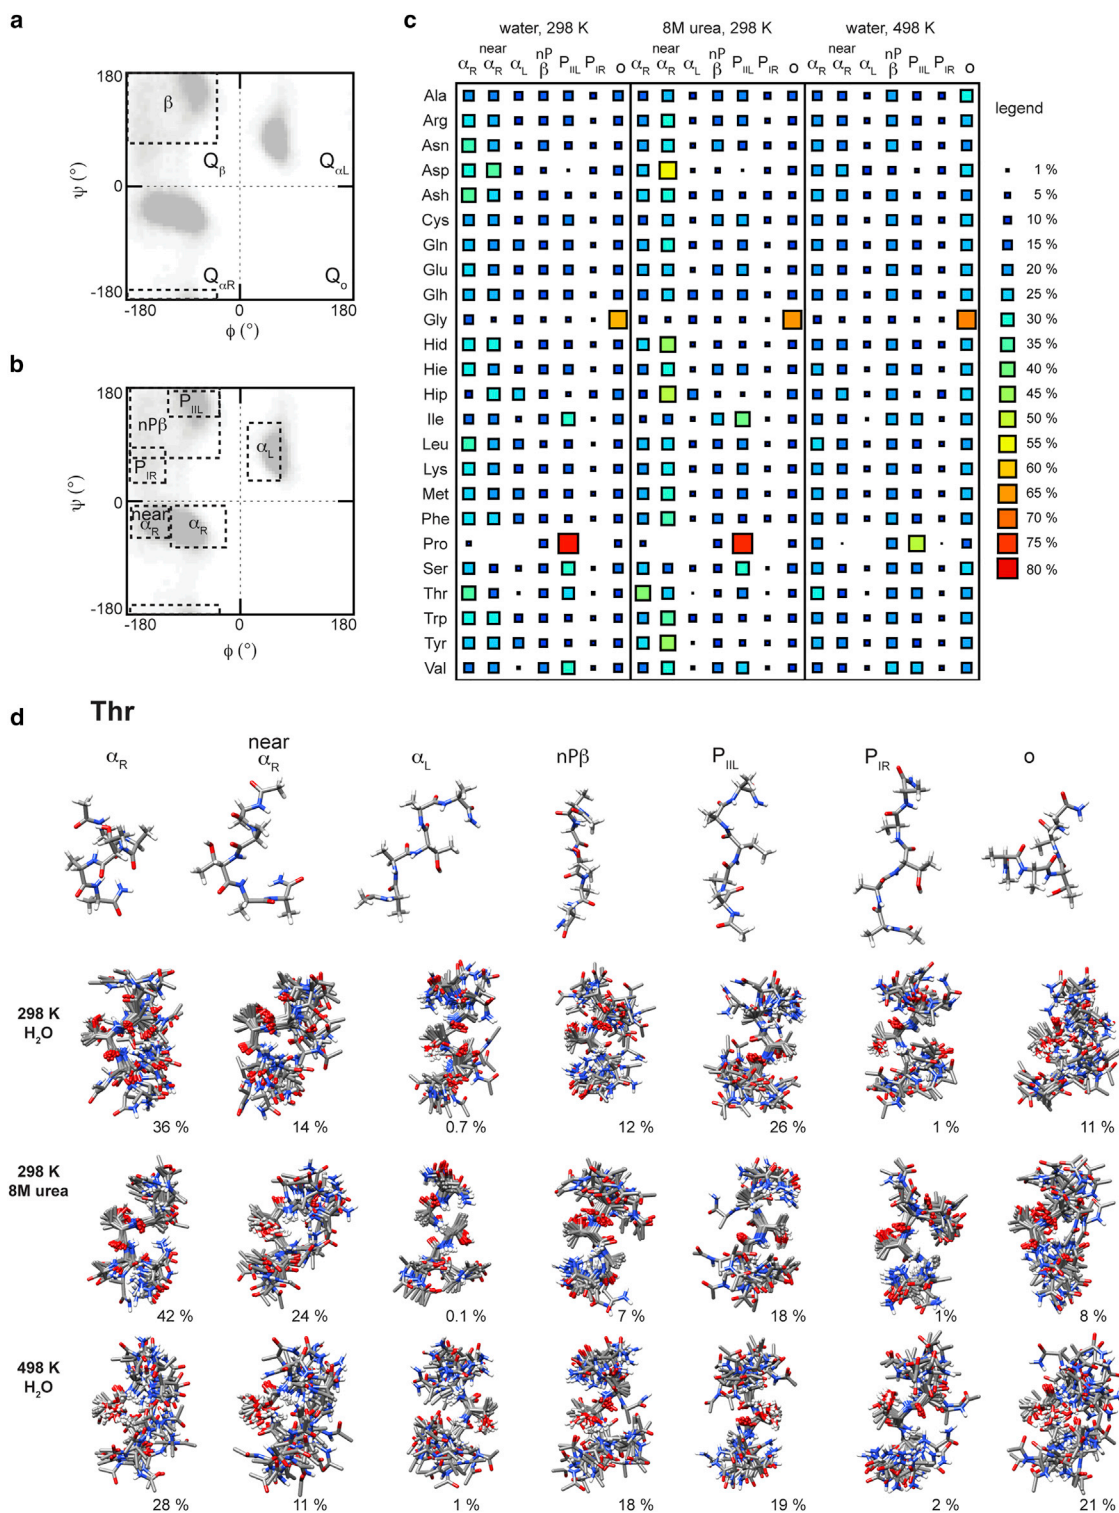 a
180
β
Qβ
QαL
ψ (°)
0
QαR
Qo
-180
-180
0
180
ϕ (°)
b
180
PIIL
nPβ
αL
PIR
ψ (°)
0
near
αR
αR
-180
-180
0
180
ϕ (°)
c
water, 298 K 8M urea, 298 K water, 498 K
near nP near nP near nP
αR αR αL β PIIL PIR o αR αR αL β PIIL PIR o αR αR αL β PIIL PIR o
Ala
Arg
Asn
Asp
Ash
Cys
Gln
Glu
Glh
Gly
Hid
Hie
Hip
Ile
Leu
Lys
Met
Phe
Pro
Ser
Thr
Trp
Tyr
Val
legend
1 %
5 %
10 %
15 %
20 %
25 %
30 %
35 %
40 %
45 %
50 %
55 %
60 %
65 %
70 %
75 %
80 %
d
Thr
αR
near
αR
αL
nPβ
PIIL
PIR
o
298 K
H2O
36 % 14 % 0.7 % 12 % 26 % 1 % 11 %
298 K
8M urea
42 % 24 % 0.1 % 7 % 18 % 1% 8 %
498 K
H2O
28 % 11 % 1 % 18 % 19 % 2 % 21 %